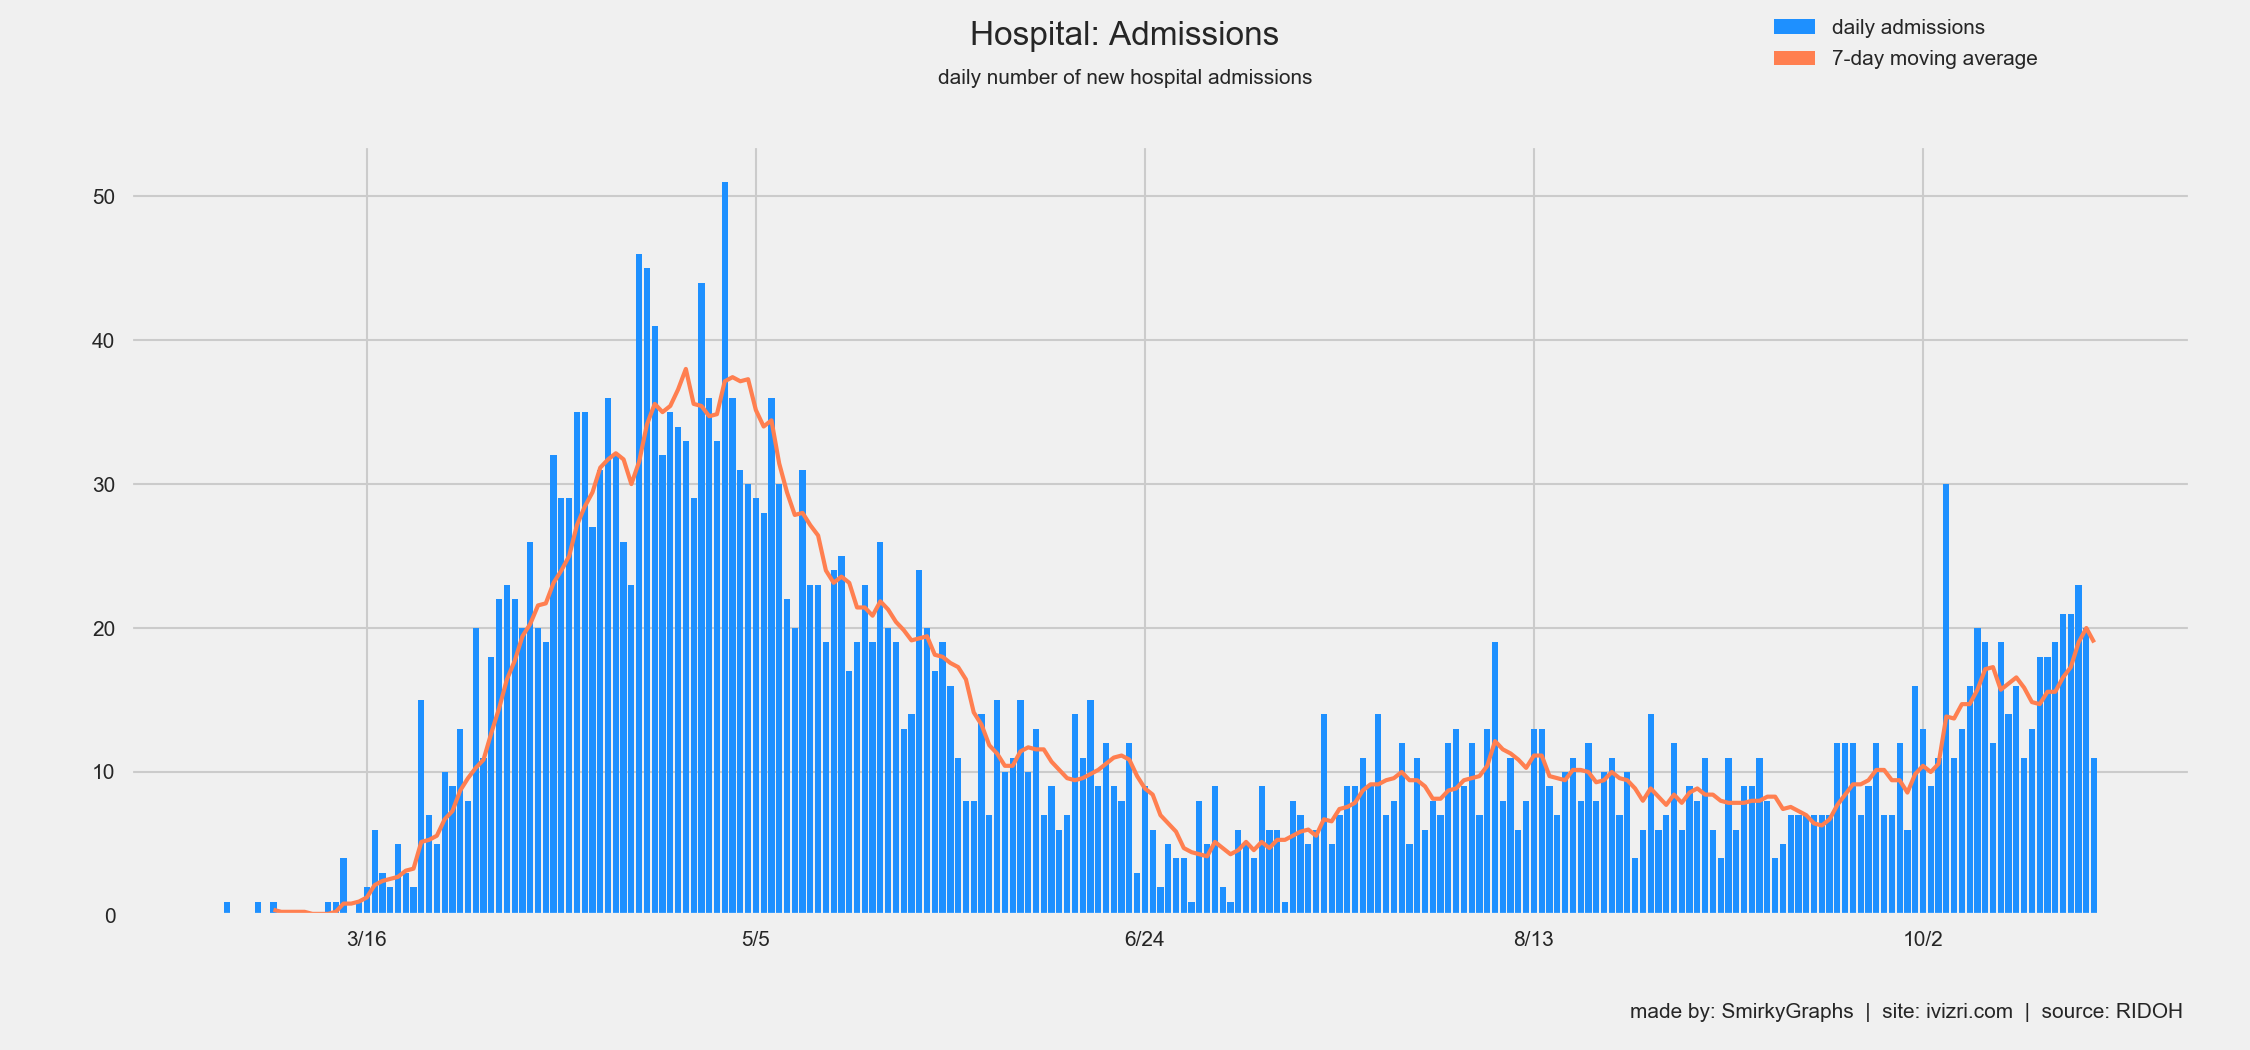 Hospital: Admissions
daily number of new hospital admissions
daily admissions
7-day moving average
50
40
30
20
10
0
3/16 5/5 6/24 8/13 10/2
made by: SmirkyGraphs | site: ivizri.com | source: RIDOH